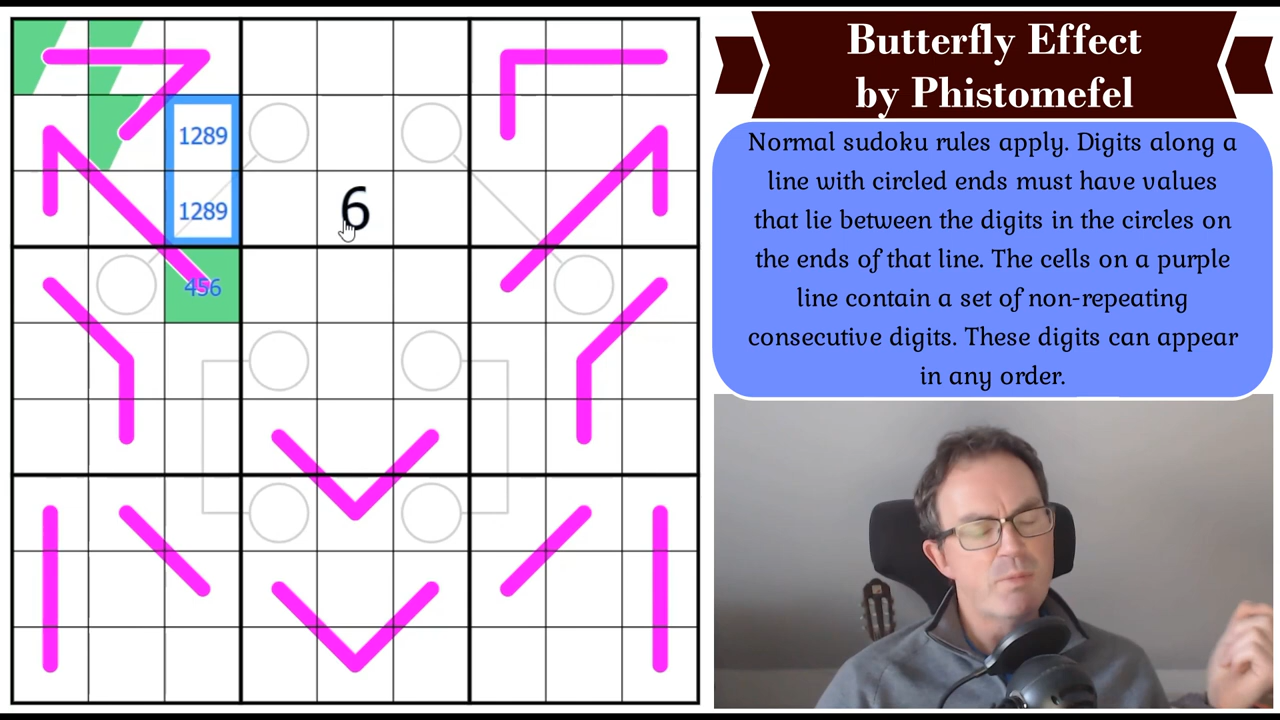 Butterfly Effect
by Phistomefel
Normal sudoku rules apply. Digits along a
line with circled ends must have values
that lie between the digits in the circles on
the ends of that line. The cells on a purple
line contain a set of non-repeating
consecutive digits. These digits can appear
in any order.
1289
1289
6
456